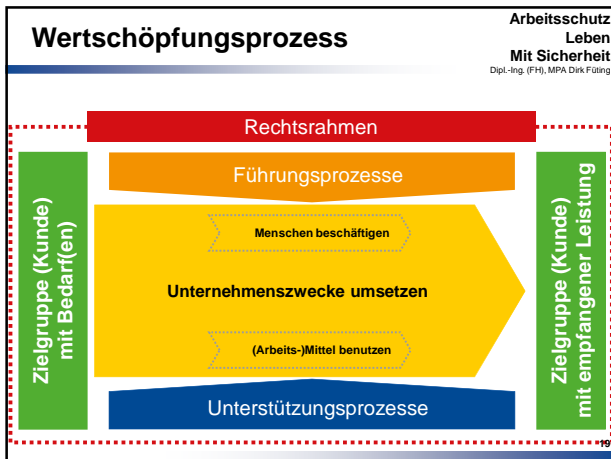 Wertschöpfungsprozess
Arbeitsschutz
Leben
Mit Sicherheit
Dipl.-Ing. (FH), MPA Dirk Füting
Rechtsrahmen
Führungsprozesse
Zielgruppe (Kunde)
mit Bedarf(en)
Menschen beschäftigen
Unternehmenszwecke umsetzen
(Arbeits-)Mittel benutzen
Zielgruppe (Kunde)
mit empfangener Leistung
Unterstützungsprozesse
19